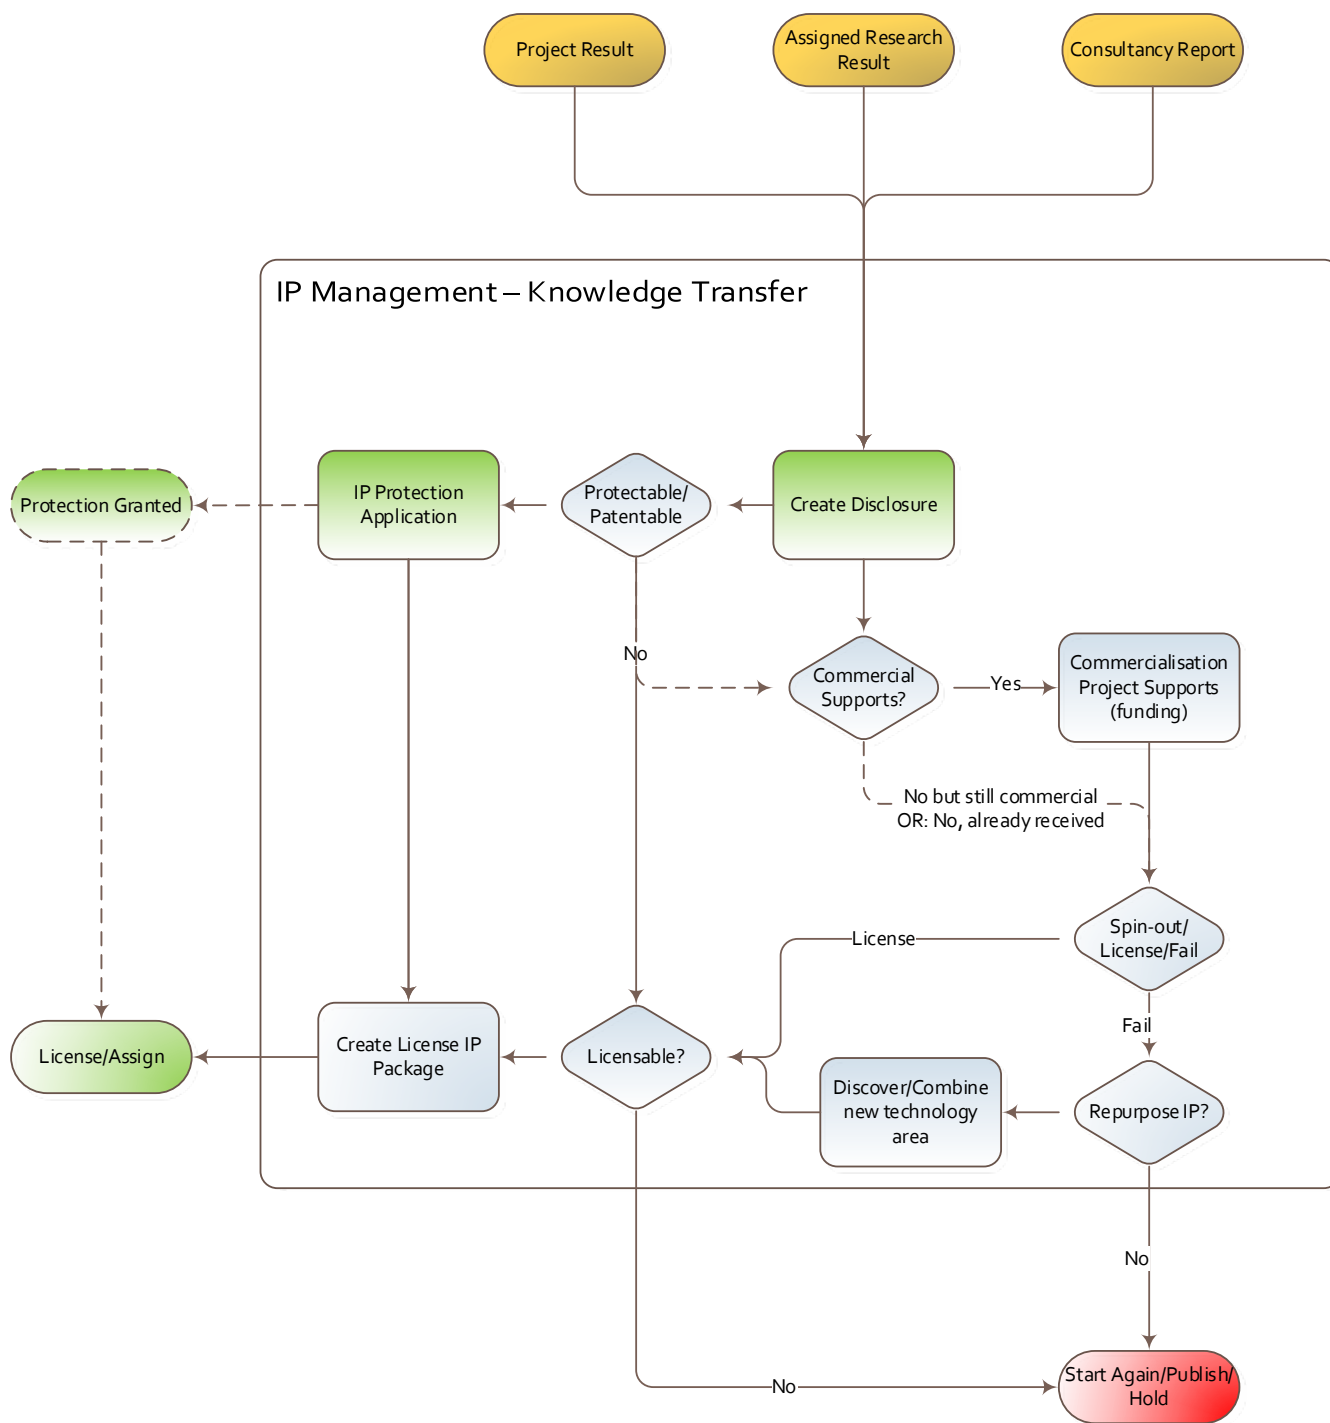 Project Result
Assigned Research
Result
Consultancy Report
IP Management – Knowledge Transfer
Protection Granted
IP Protection
Application
Protectable/
Patentable
Create Disclosure
No
Commercial
Supports?
Yes
Commercialisation
Project Supports
(funding)
No but still commercial
OR: No, already received
Spin-out/
License/Fail
License
Fail
License/Assign
Create License IP
Package
Licensable?
Discover/Combine
new technology
area
Repurpose IP?
No
No
Start Again/Publish/
Hold